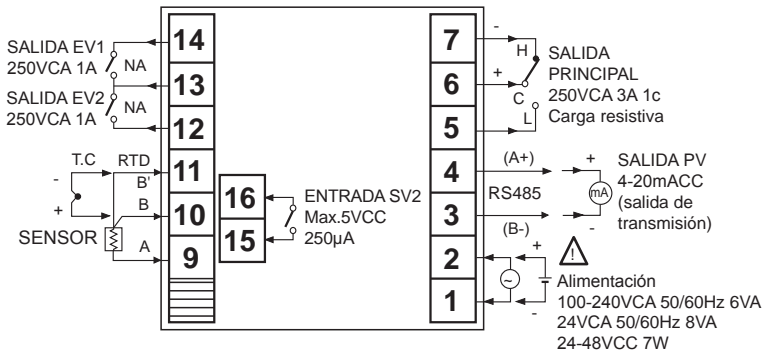 SALIDA EV1
250VCA 1A
NA
SALIDA EV2
250VCA 1A
NA
14
13
12
T.C
RTD
-
+
B'
B
A
SENSOR
11
10
9
16
15
ENTRADA SV2
Max.5VCC
250µA
7
6
5
4
3
2
1
-
H
+
C
L
SALIDA
PRINCIPAL
250VCA 3A 1c
Carga resistiva
(A+)
RS485
(B-)
+
mA
-
SALIDA PV
4-20mACC
(salida de
transmisión)
~
+
-
!
Alimentación
100-240VCA 50/60Hz 6VA
24VCA 50/60Hz 8VA
24-48VCC 7W